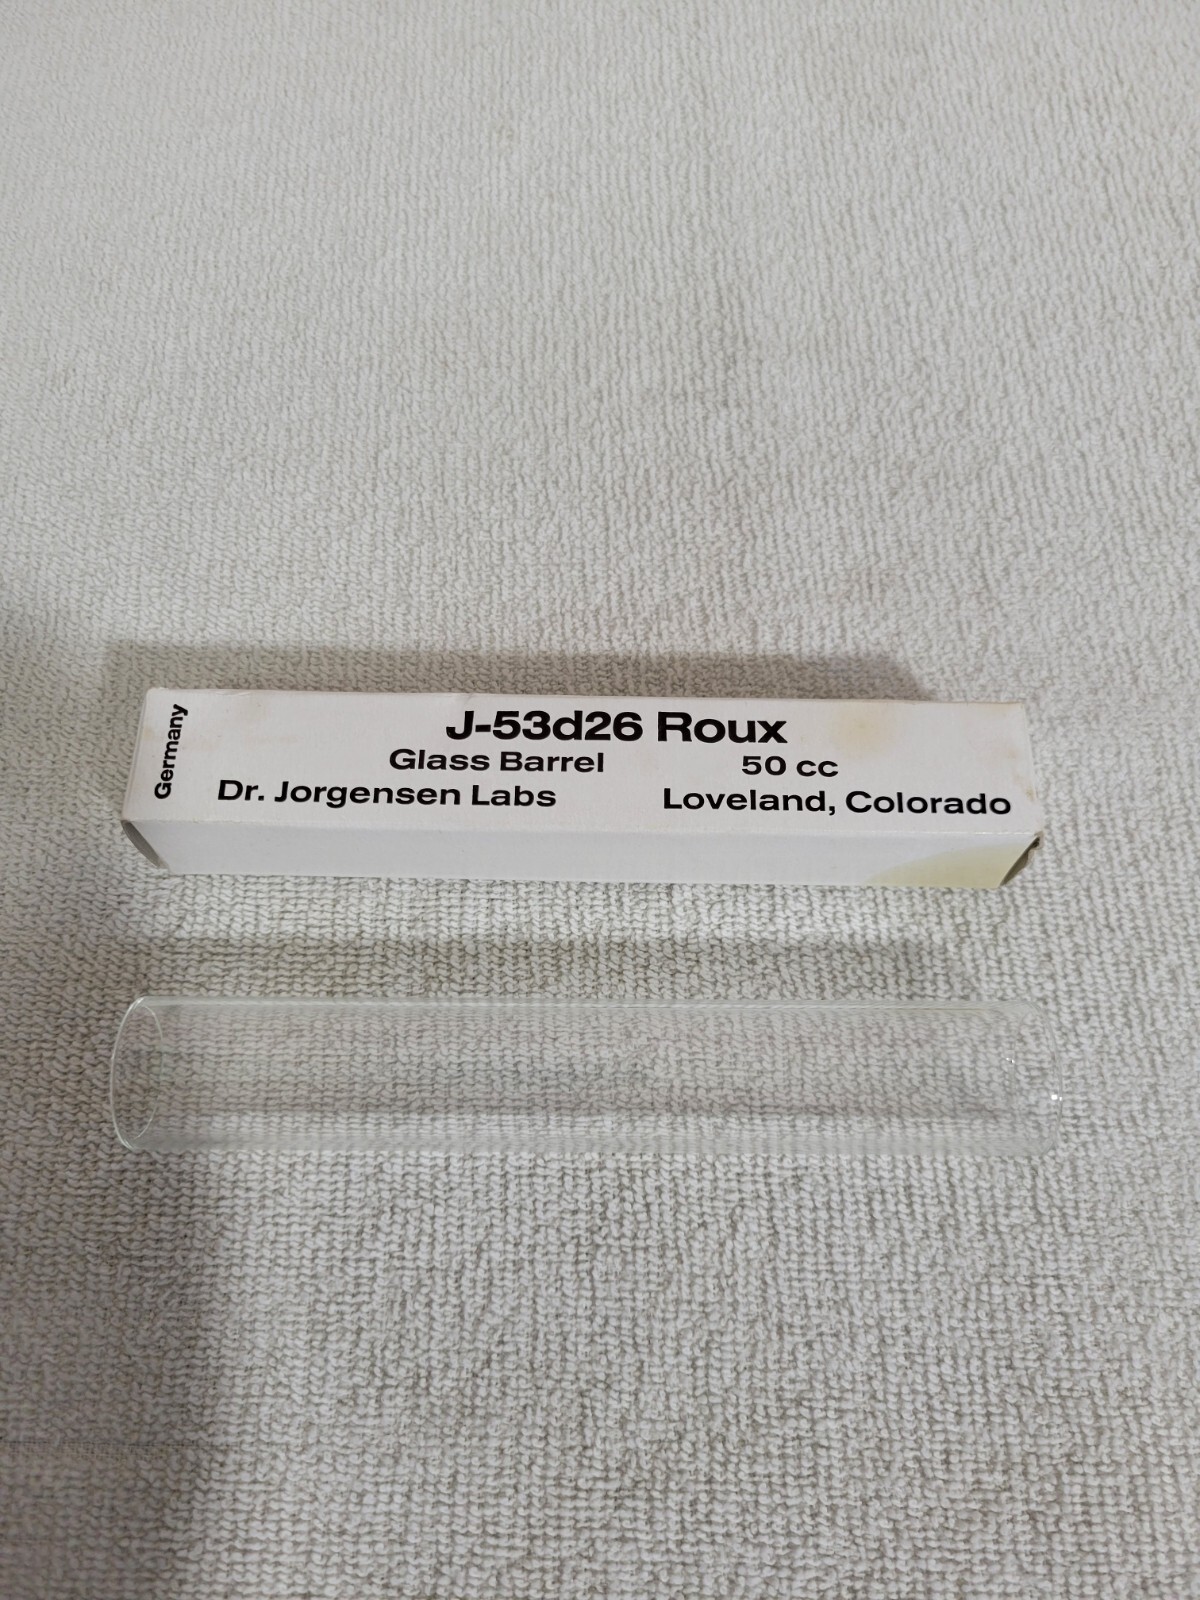 Germany
J-53d26 Roux
Glass Barrel 50 cc
Dr. Jorgensen Labs Loveland, Colorado